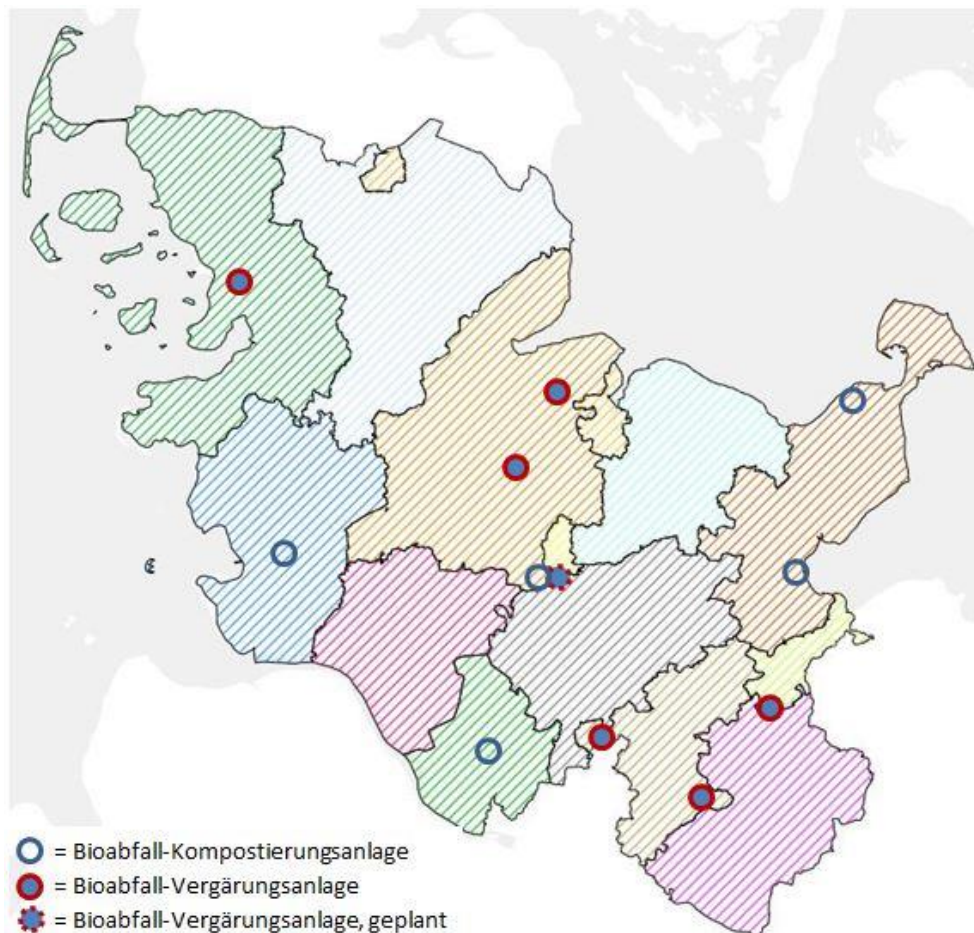 = Bioabfall-Kompostierungsanlage
= Bioabfall-Vergärungsanlage
= Bioabfall-Vergärungsanlage, geplant